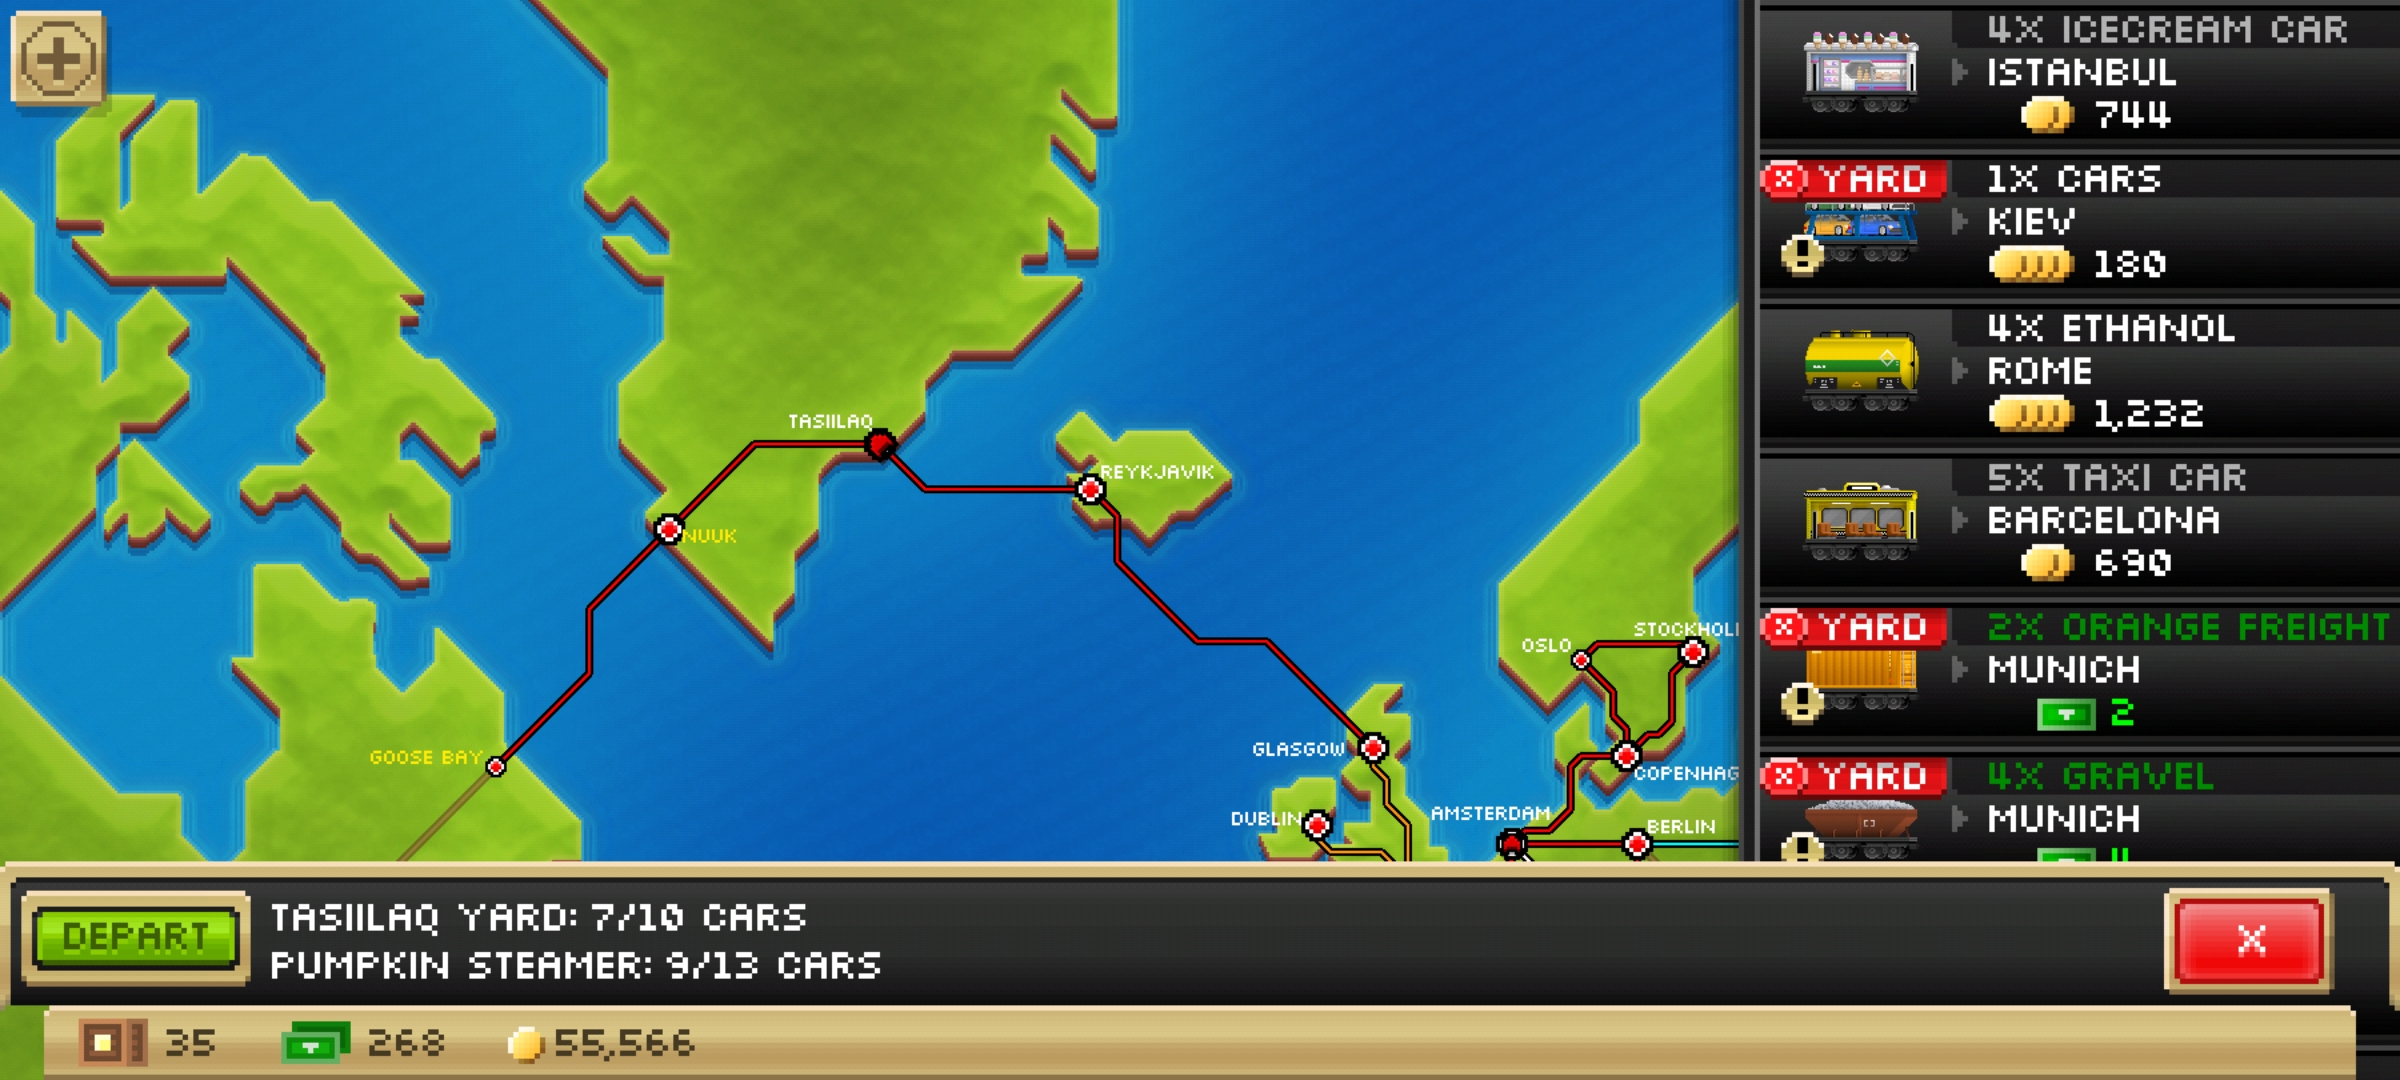 4X ICECREAM CAR
ISTANBUL
744
YARD
1X CARS
KIEV
180
4X ETHANOL
ROME
1,232
5X TAXI CAR
BARCELONA
690
YARD
2X ORANGE FREIGHT
MUNICH
2
YARD
4X GRAVEL
MUNICH
TASIILAQ
REYKJAVIK
NUUK
STOCKHOL
OSLO
GLASGOW
GOOSE BAY
COPENHAG
AMSTERDAM
DUBLIN
BERLIN
DEPART
TASIILAQ YARD: 7/10 CARS
PUMPKIN STEAMER: 9/13 CARS
X
35
268
55,566